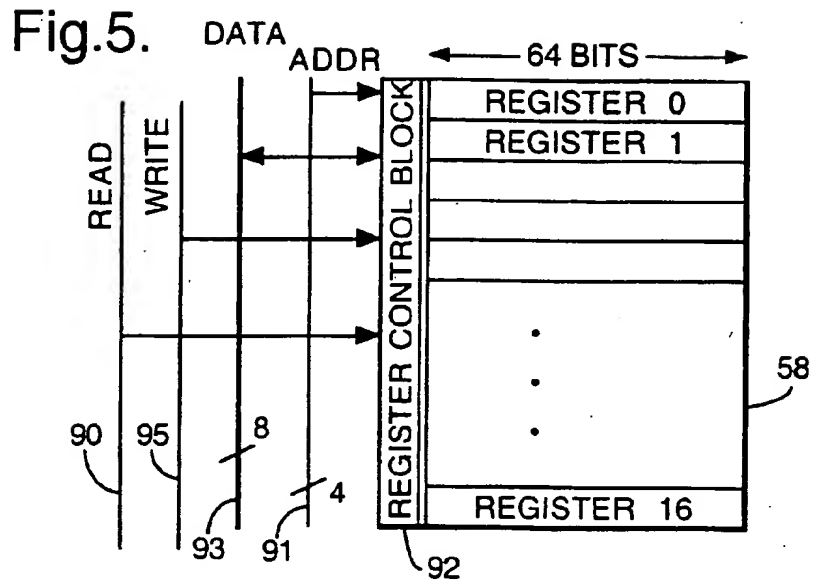 Fig.5.
DATA
ADDR
64 BITS
READ
WRITE
REGISTER CONTROL BLOCK
REGISTER 0
REGISTER 1
58
90
95
8
93
4
91
REGISTER 16
92